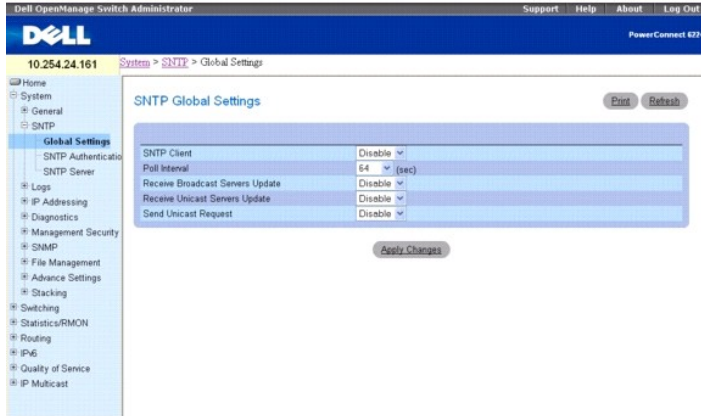 Dell OpenManage Switch Administrator
Support Help About Log Out
DELL
PowerConnect
10.254.24.161
System > SNTP > Global Settings
Home
System
General
SNTP
Global Settings
SNTP Authenticatio
SNTP Server
Logs
IP Addressing
Diagnostics
Management Security
SNMP
File Management
Advance Settings
Stacking
Switching
Statistics/RMON
Routing
IPv6
Quality of Service
IP Multicast
SNTP Global Settings
Print Refresh
SNTP Client Disable
Poll Interval 64 (sec)
Receive Broadcast Servers Update Disable
Receive Unicast Servers Update Disable
Send Unicast Request Disable
Apply Changes